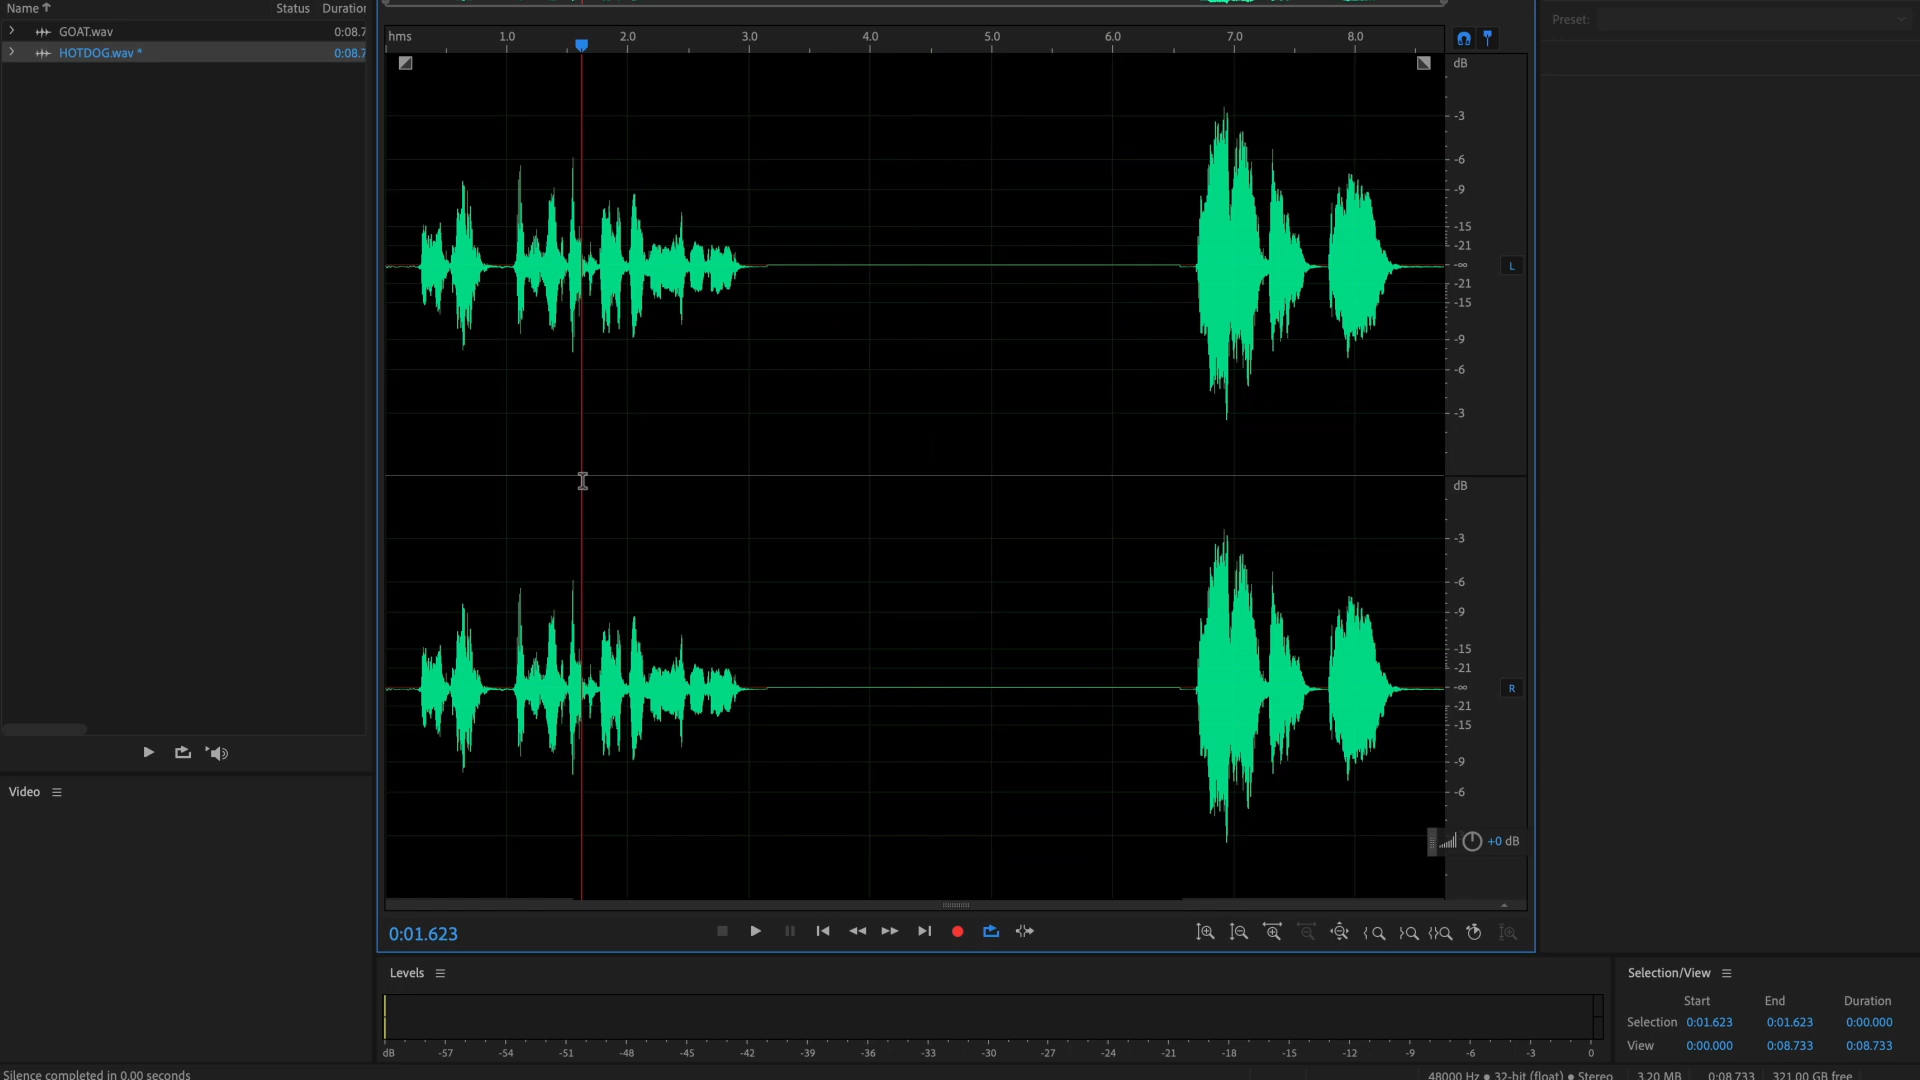 Name Status Duration
GOAT.wav 0:08.7
HOTDOG.wav * 0:08.7
Video
hms 1.0 2.0 3.0 4.0 5.0 6.0 7.0 8.0
dB
-3
-6
-9
-15
-21
-∞
-21
-15
-9
-6
-3
L
dB
-3
-6
-9
-15
-21
-∞
-21
-15
-9
-6
R
+0 dB
0:01.623
Preset:
Levels
dB -57 -54 -51 -48 -45 -42 -39 -36 -33 -30 -27 -24 -21 -18 -15 -12 -9 -6 -3 0
Selection/View
Start End Duration
Selection 0:01.623 0:01.623 0:00.000
View 0:00.000 0:08.733 0:08.733
Silence completed in 0.00 seconds
48000 Hz ● 32-bit (float) ● Stereo 3.20 MB 0:08.733 321.00 GB free